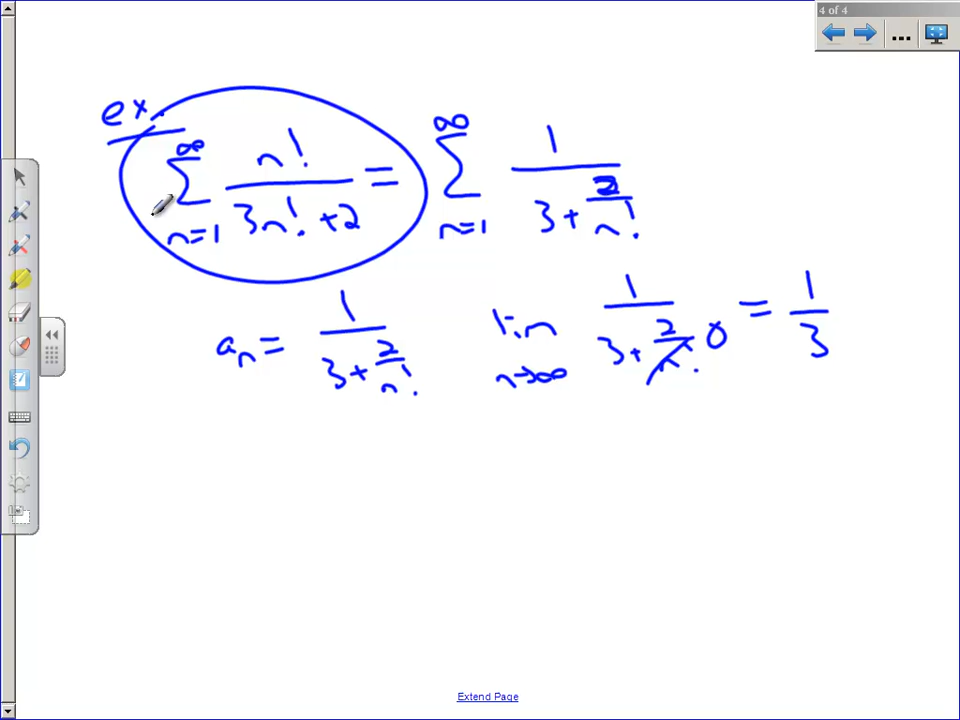 4 of 4
ex.
∞ ∑ n=1 n!/(3n! + 2) = ∞ ∑ n=1 1/(3 + 2/n!)
aₙ = 1/(3 + 2/n!) lim n→∞ 1/(3 + 2/n!) 0 = 1/3
Extend Page